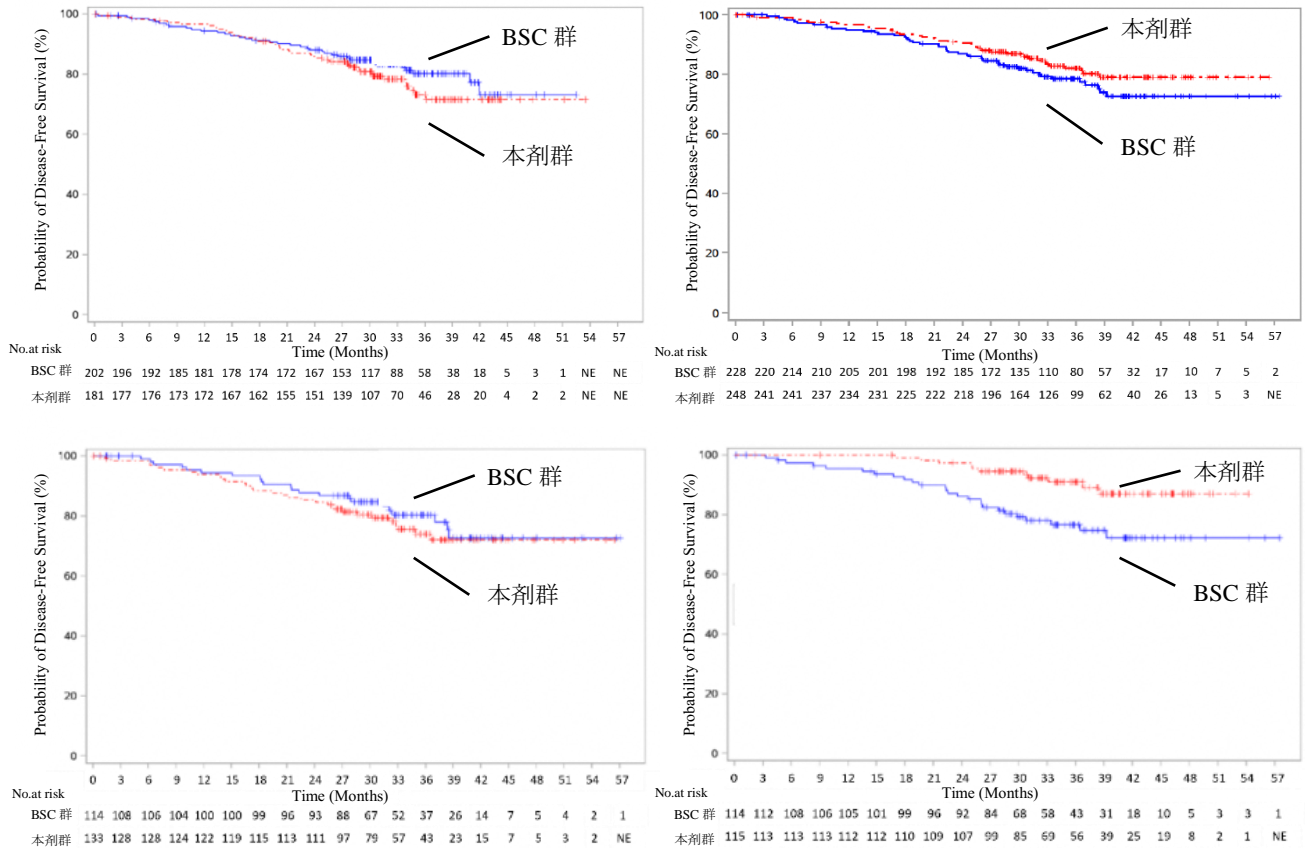 Probability of Disease-Free Survival (%)
100
80
60
40
20
0
BSC 群
本剤群
0 3 6 9 12 15 18 21 24 27 30 33 36 39 42 45 48 51 54 57
No.at risk
Time (Months)
BSC 群 202 196 192 185 181 178 174 172 167 153 117 88 58 38 18 5 3 1 NE NE
本剤群 181 177 176 173 172 167 162 155 151 139 107 70 46 28 20 4 2 2 NE NE
Probability of Disease-Free Survival (%)
100
80
60
40
20
0
本剤群
BSC 群
0 3 6 9 12 15 18 21 24 27 30 33 36 39 42 45 48 51 54 57
No.at risk
Time (Months)
BSC 群 228 220 214 210 205 201 198 192 185 172 135 110 80 57 32 17 10 7 5 2
本剤群 248 241 241 237 234 231 225 222 218 196 164 126 99 62 40 26 13 5 3 NE
Probability of Disease-Free Survival (%)
100
80
60
40
20
0
BSC 群
本剤群
0 3 6 9 12 15 18 21 24 27 30 33 36 39 42 45 48 51 54 57
No.at risk
Time (Months)
BSC 群 114 108 106 104 100 100 99 96 93 88 67 52 37 26 14 7 5 4 2 1
本剤群 133 128 128 124 122 119 115 113 111 97 79 57 43 23 15 7 5 3 2 NE
Probability of Disease-Free Survival (%)
100
80
60
40
20
0
本剤群
BSC 群
0 3 6 9 12 15 18 21 24 27 30 33 36 39 42 45 48 51 54 57
No.at risk
Time (Months)
BSC 群 114 112 108 106 105 101 99 96 92 84 68 58 43 31 18 10 5 3 3 1
本剤群 115 113 113 113 112 112 110 109 107 99 85 69 56 39 25 19 8 2 1 NE